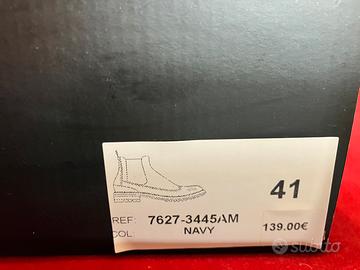 41
REF: 7627-3445AM
COL NAVY
139.00€
subito